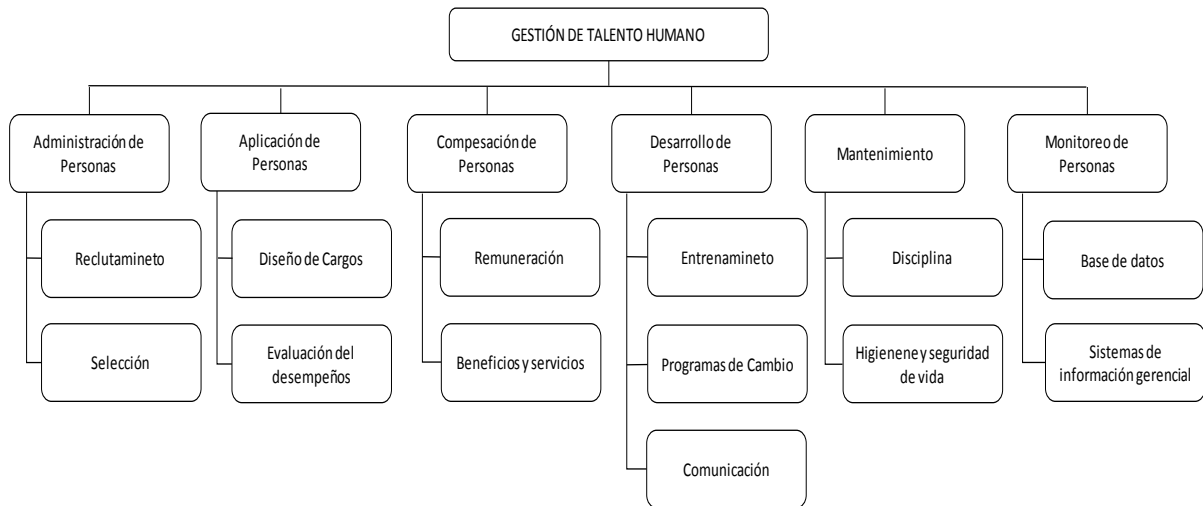 GESTIÓN DE TALENTO HUMANO
Administración de
Personas
Aplicación de
Personas
Compesación de
Personas
Desarrollo de
Personas
Mantenimiento
Monitoreo de
Personas
Reclutamineto
Diseño de Cargos
Remuneración
Entrenamineto
Disciplina
Base de datos
Selección
Evaluación del
desempeños
Beneficios y servicios
Programas de Cambio
Higienene y seguridad
de vida
Sistemas de
información gerencial
Comunicación